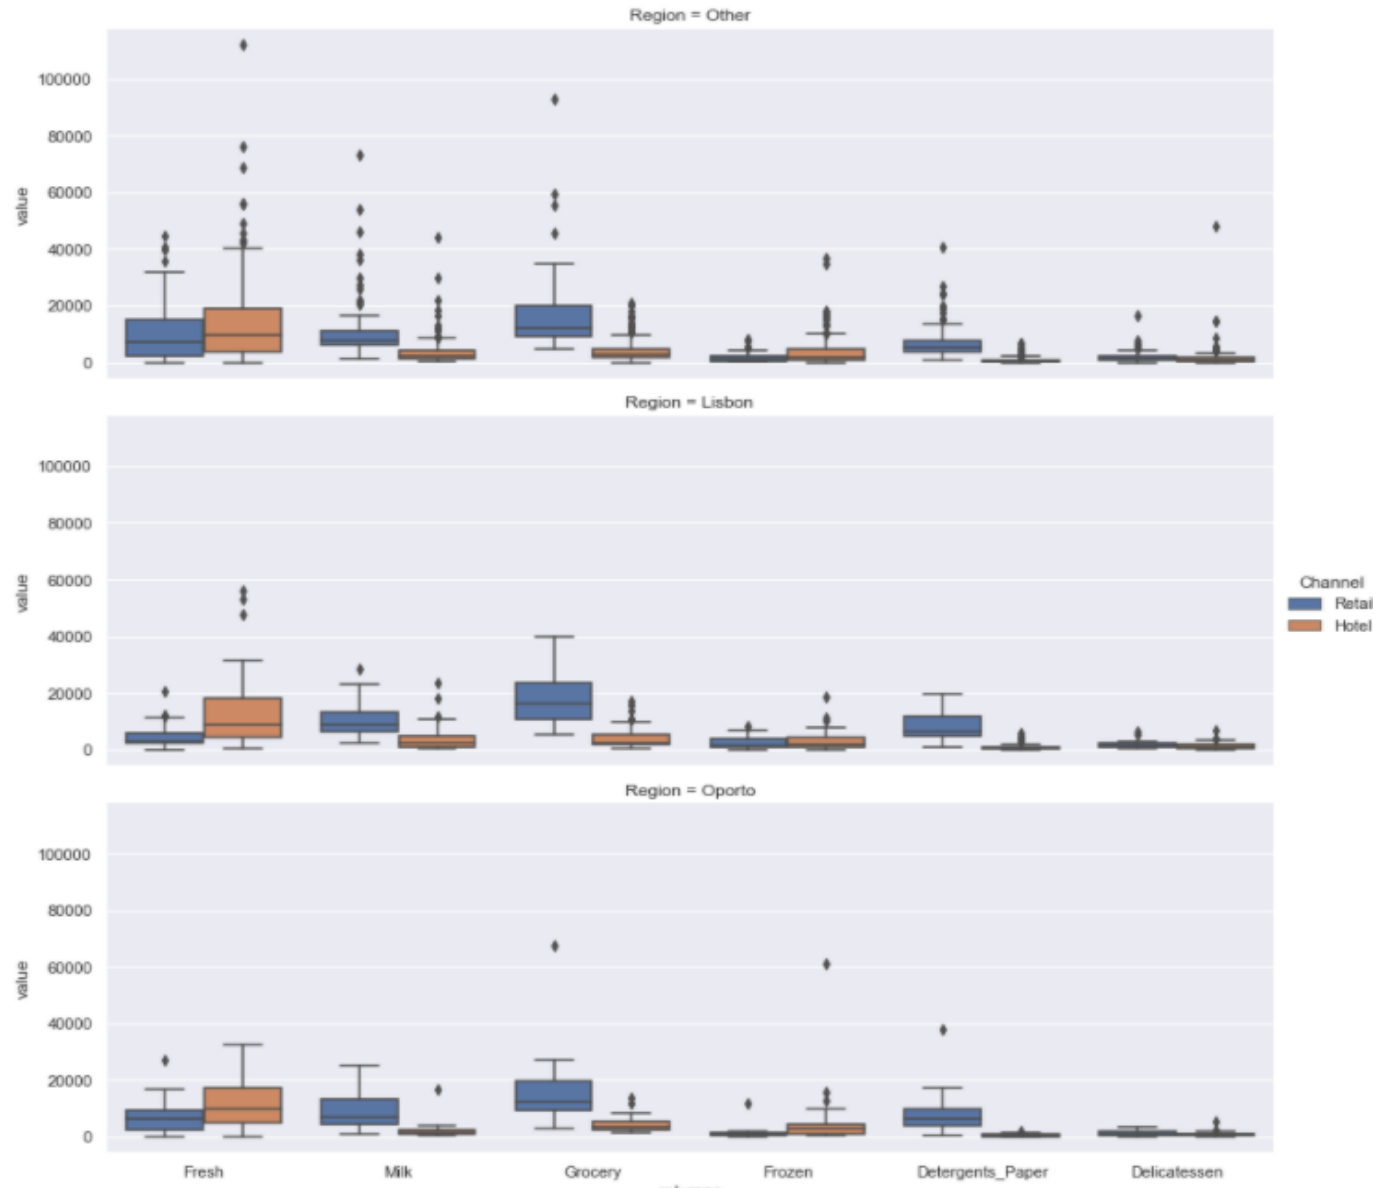 Region = Other
100000
80000
60000
40000
20000
0
value
Region = Lisbon
100000
80000
60000
40000
20000
0
value
Channel
Retail
Hotel
Region = Oporto
100000
80000
60000
40000
20000
0
value
Fresh Milk Grocery Frozen Detergents_Paper Delicatessen